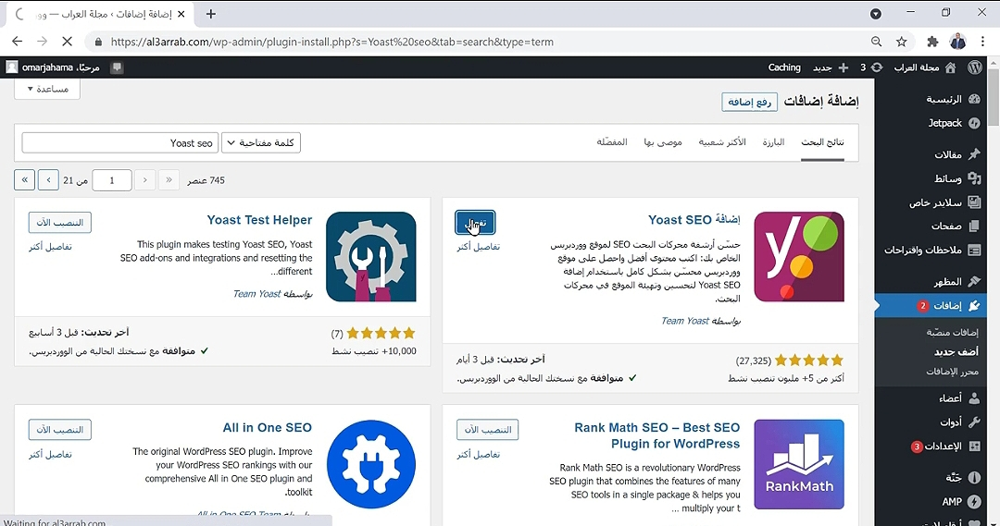 إضافة إضافات ‹ مجلة العراب — وور
https://al3arrab.com/wp-admin/plugin-install.php?s=Yoast%20seo&tab=search&type=term
مجلة العراب
3
جديد
Caching
مرحبًا، omarjahama
الرئيسية
Jetpack
مقالات
وسائط
سلايدر خاص
صفحات
ملاحظات واقتراحات
المظهر
إضافات 2
إضافات منصّبة
أضف جديد
محرر الإضافات
أعضاء
أدوات
الإعدادات 3
جنّة
AMP
مساعدة
إضافة إضافات
رفع إضافة
نتائج البحث
البارزة
الأكثر شعبية
موصى بها
المفضّلة
كلمة مفتاحية
Yoast seo
745 عنصر
» › 1 من 21 ‹ «
إضافة Yoast SEO
تفاصيل أكثر
حسّن أرشفة محركات البحث SEO لموقع ووردبريس
الخاص بك: اكتب محتوى أفضل واحصل على موقع
ووردبريس محسّن بشكل كامل باستخدام إضافة
Yoast SEO لتحسين وتهيئة الموقع في محركات
البحث.
بواسطة Team Yoast
(27,325)
آخر تحديث: قبل 3 أيام
أكثر من 5+ مليون تنصيب نشط
✓ متوافقة مع نسختك الحالية من الووردبريس.
Yoast Test Helper
التنصيب الآن
تفاصيل أكثر
This plugin makes testing Yoast SEO, Yoast
SEO add-ons and integrations and resetting the
different...
بواسطة Team Yoast
(7)
آخر تحديث: قبل 3 أسابيع
10,000+ تنصيب نشط
✓ متوافقة مع نسختك الحالية من الووردبريس.
Rank Math SEO – Best SEO
Plugin for WordPress
التنصيب الآن
تفاصيل أكثر
RankMath
Rank Math SEO is a revolutionary WordPress
SEO plugin that combines the features of many
SEO tools in a single package & helps you
multiply your t ...
All in One SEO
التنصيب الآن
تفاصيل أكثر
The original WordPress SEO plugin. Improve
your WordPress SEO rankings with our
comprehensive All in One SEO plugin and
toolkit.
بواسطة All in One SEO Team
Waiting for al3arrab.com